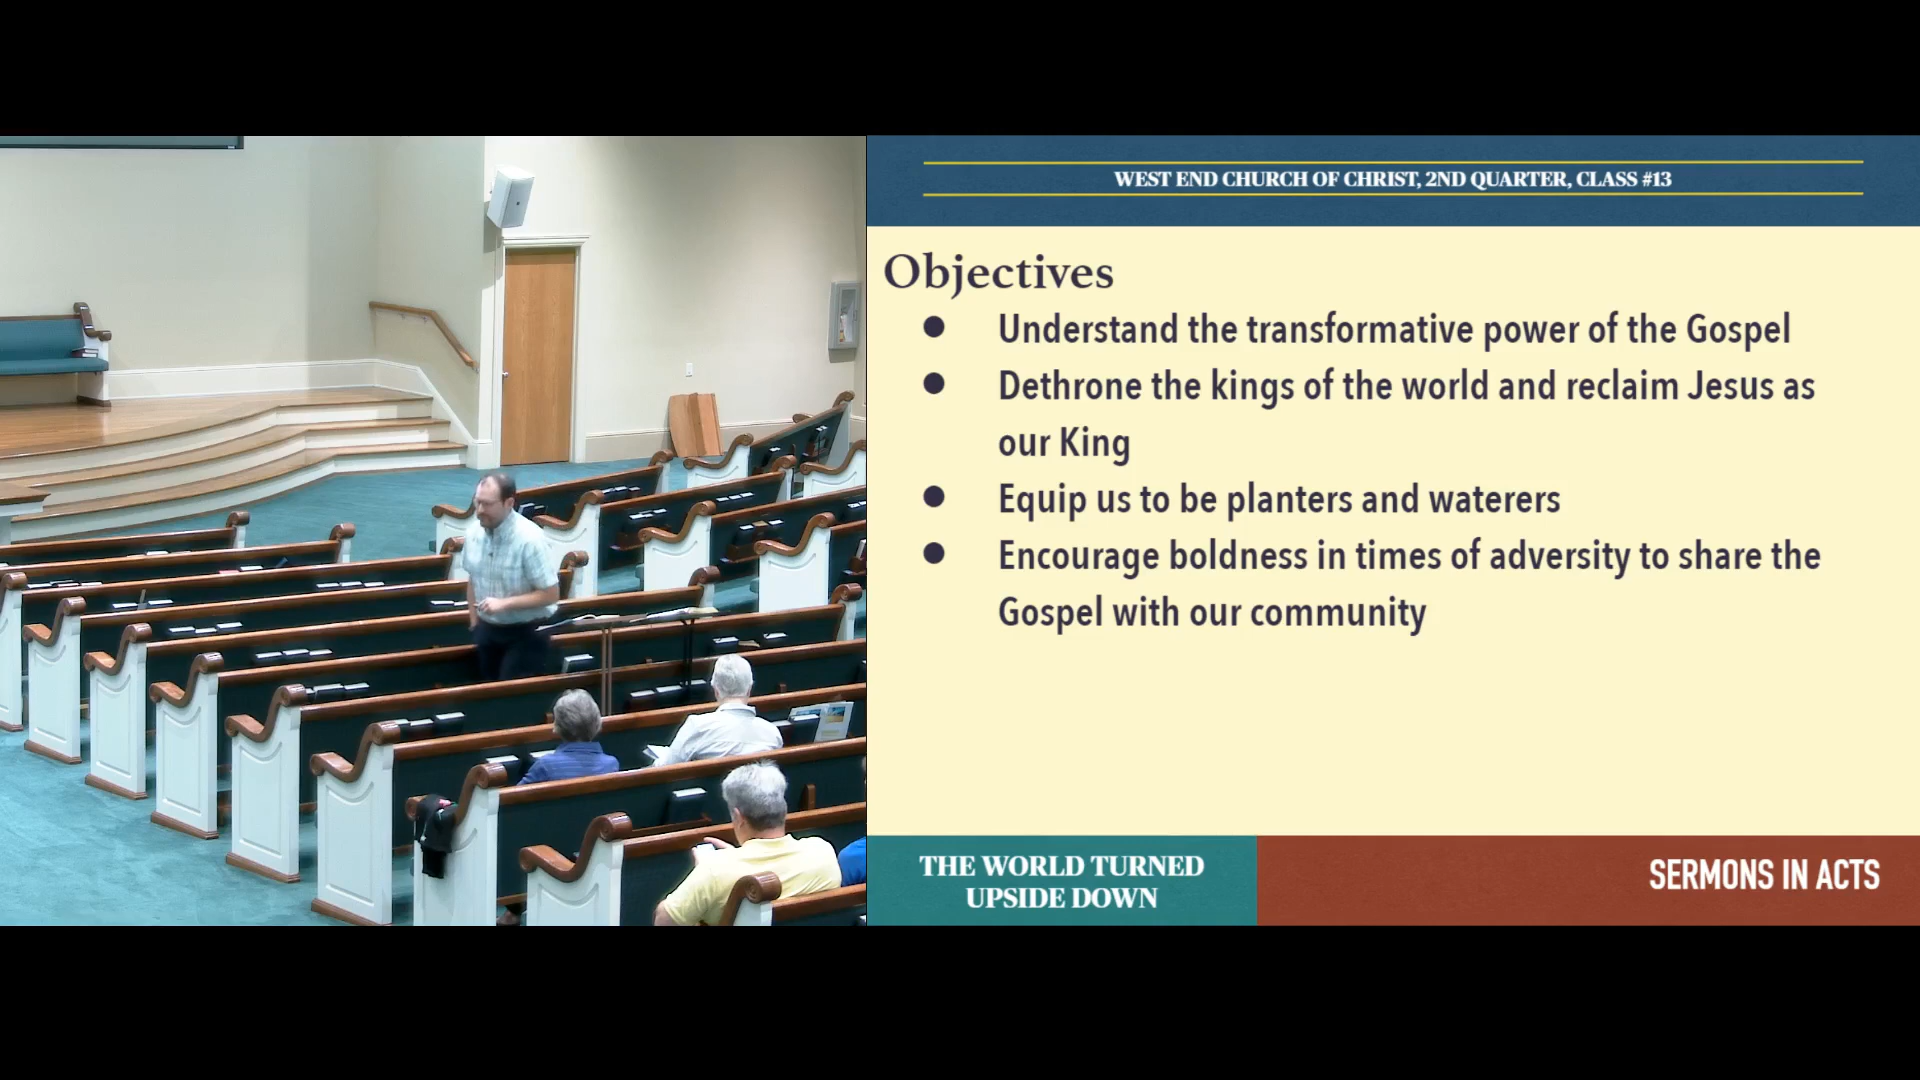 WEST END CHURCH OF CHRIST, 2ND QUARTER, CLASS #13
Objectives
● Understand the transformative power of the Gospel
● Dethrone the kings of the world and reclaim Jesus as
our King
● Equip us to be planters and waterers
● Encourage boldness in times of adversity to share the
Gospel with our community
THE WORLD TURNED
UPSIDE DOWN
SERMONS IN ACTS